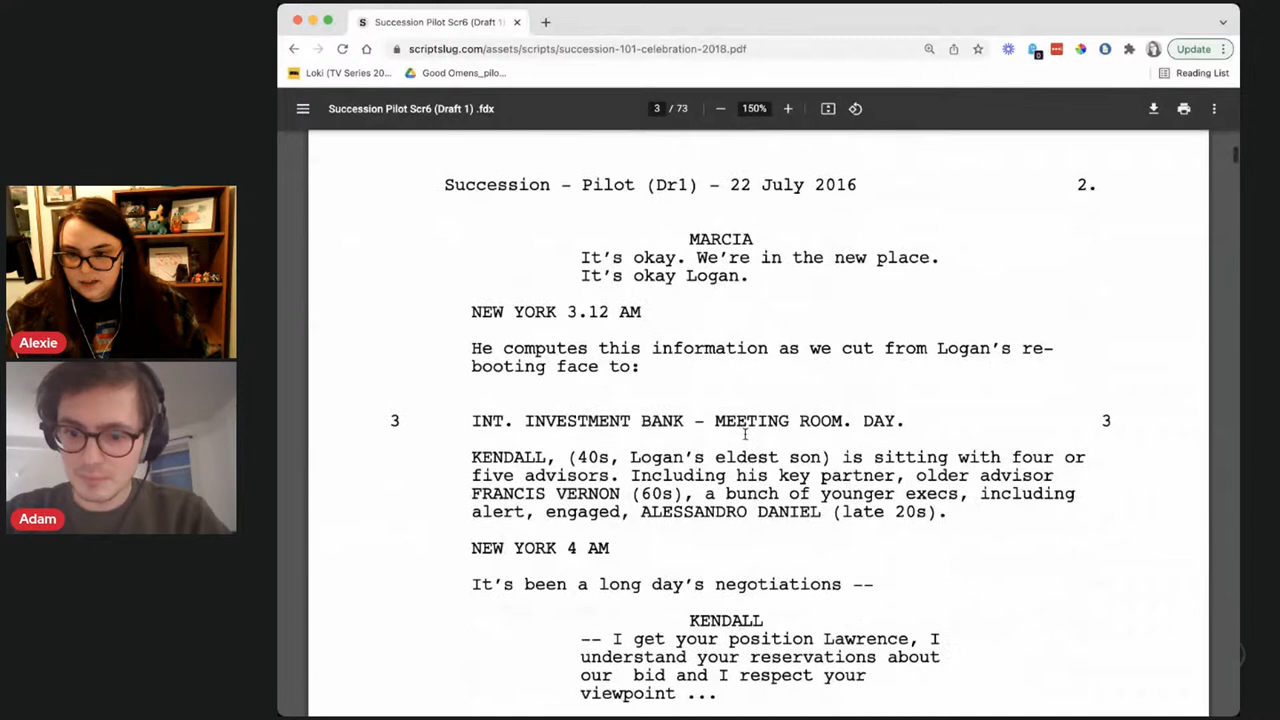 Succession Pilot Scr6 (Draft 1)
scriptslug.com/assets/scripts/succession-101-celebration-2018.pdf
Update
Loki (TV Series 20...
Good Omens_pilo...
Reading List
Succession Pilot Scr6 (Draft 1) .fdx
3 / 73
150%
Succession – Pilot (Dr1) – 22 July 2016 2.
MARCIA
It's okay. We're in the new place.
It's okay Logan.
NEW YORK 3.12 AM
He computes this information as we cut from Logan's re-
booting face to:
3 INT. INVESTMENT BANK – MEETING ROOM. DAY. 3
KENDALL, (40s, Logan's eldest son) is sitting with four or
five advisors. Including his key partner, older advisor
FRANCIS VERNON (60s), a bunch of younger execs, including
alert, engaged, ALESSANDRO DANIEL (late 20s).
NEW YORK 4 AM
It's been a long day's negotiations --
KENDALL
-- I get your position Lawrence, I
understand your reservations about
our bid and I respect your
viewpoint ...
Alexie
Adam